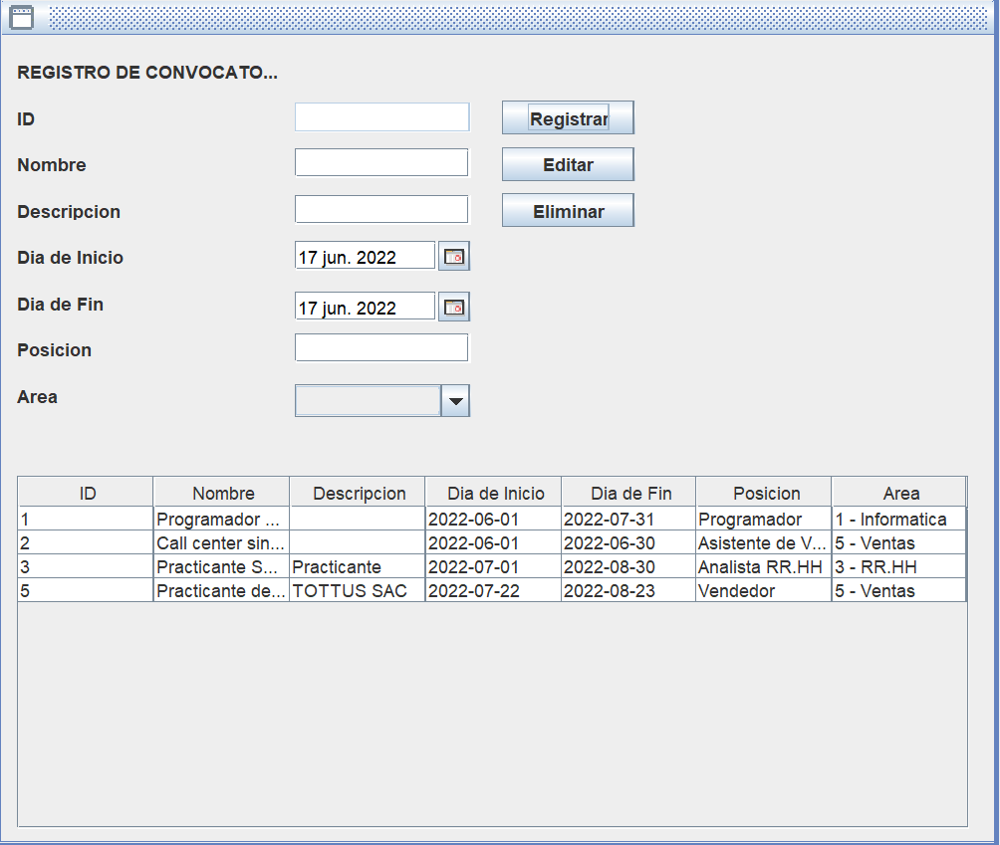 REGISTRO DE CONVOCATO...
ID Registrar
Nombre Editar
Descripcion Eliminar
Dia de Inicio 17 jun. 2022
Dia de Fin 17 jun. 2022
Posicion
Area
ID Nombre Descripcion Dia de Inicio Dia de Fin Posicion Area
1 Programador ... 2022-06-01 2022-07-31 Programador 1 - Informatica
2 Call center sin... 2022-06-01 2022-06-30 Asistente de V... 5 - Ventas
3 Practicante S... Practicante 2022-07-01 2022-08-30 Analista RR.HH 3 - RR.HH
5 Practicante de... TOTTUS SAC 2022-07-22 2022-08-23 Vendedor 5 - Ventas